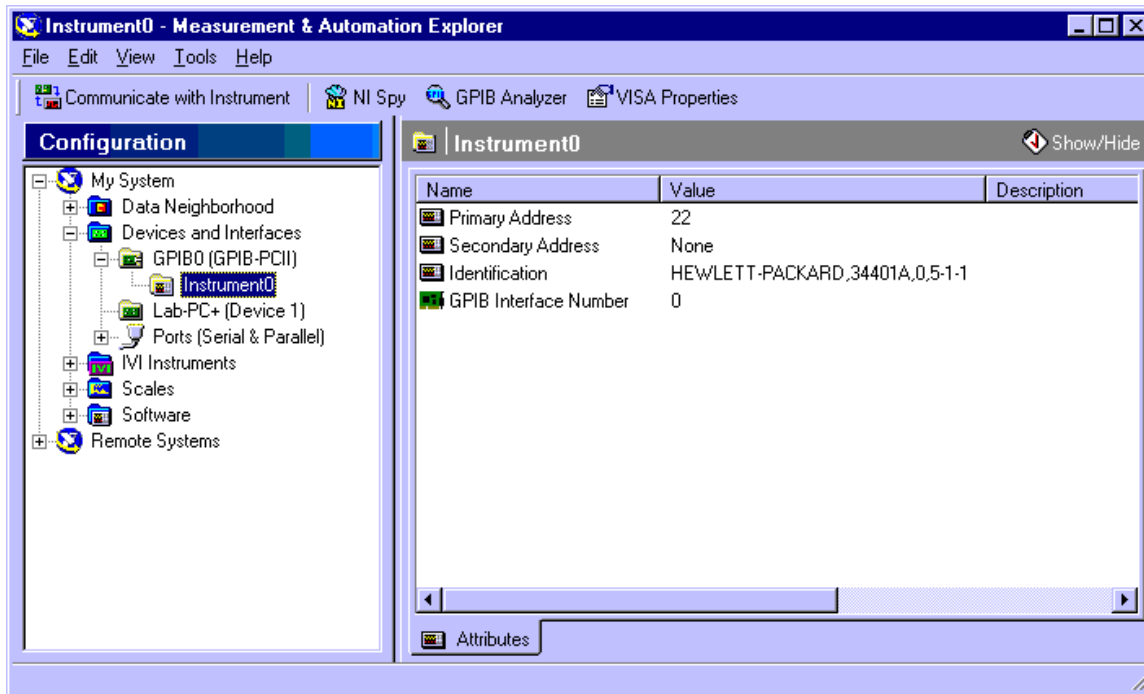 Instrument0 - Measurement & Automation Explorer
File Edit View Tools Help
Communicate with Instrument NI Spy GPIB Analyzer VISA Properties
Configuration
My System
Data Neighborhood
Devices and Interfaces
GPIB0 (GPIB-PCII)
Instrument0
Lab-PC+ (Device 1)
Ports (Serial & Parallel)
IVI Instruments
Scales
Software
Remote Systems
Instrument0 Show/Hide
Name Value Description
Primary Address 22
Secondary Address None
Identification HEWLETT-PACKARD,34401A,0,5-1-1
GPIB Interface Number 0
Attributes